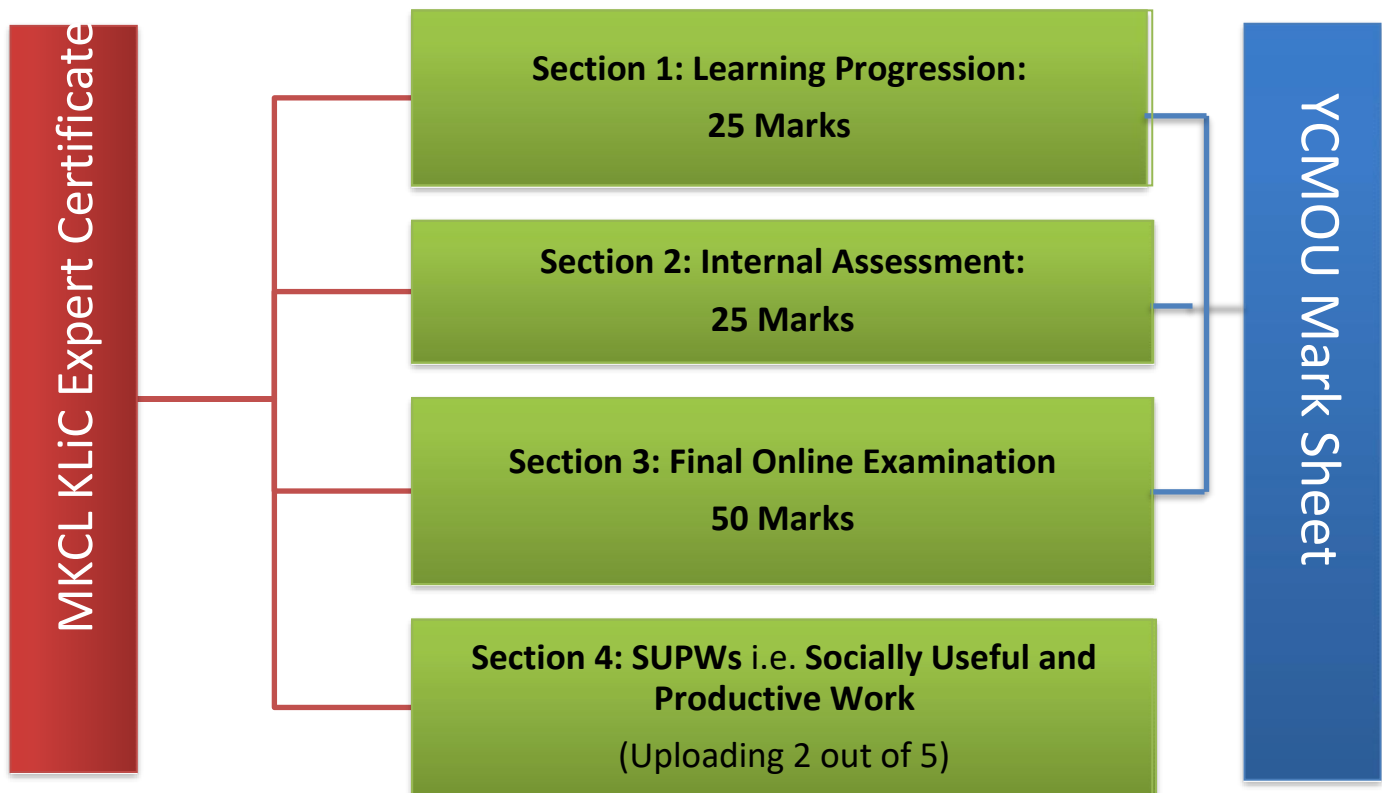 MKCL KLiC Expert Certificate
Section 1: Learning Progression:
25 Marks
Section 2: Internal Assessment:
25 Marks
Section 3: Final Online Examination
50 Marks
Section 4: SUPWs i.e. Socially Useful and
Productive Work
(Uploading 2 out of 5)
YCMOU Mark Sheet